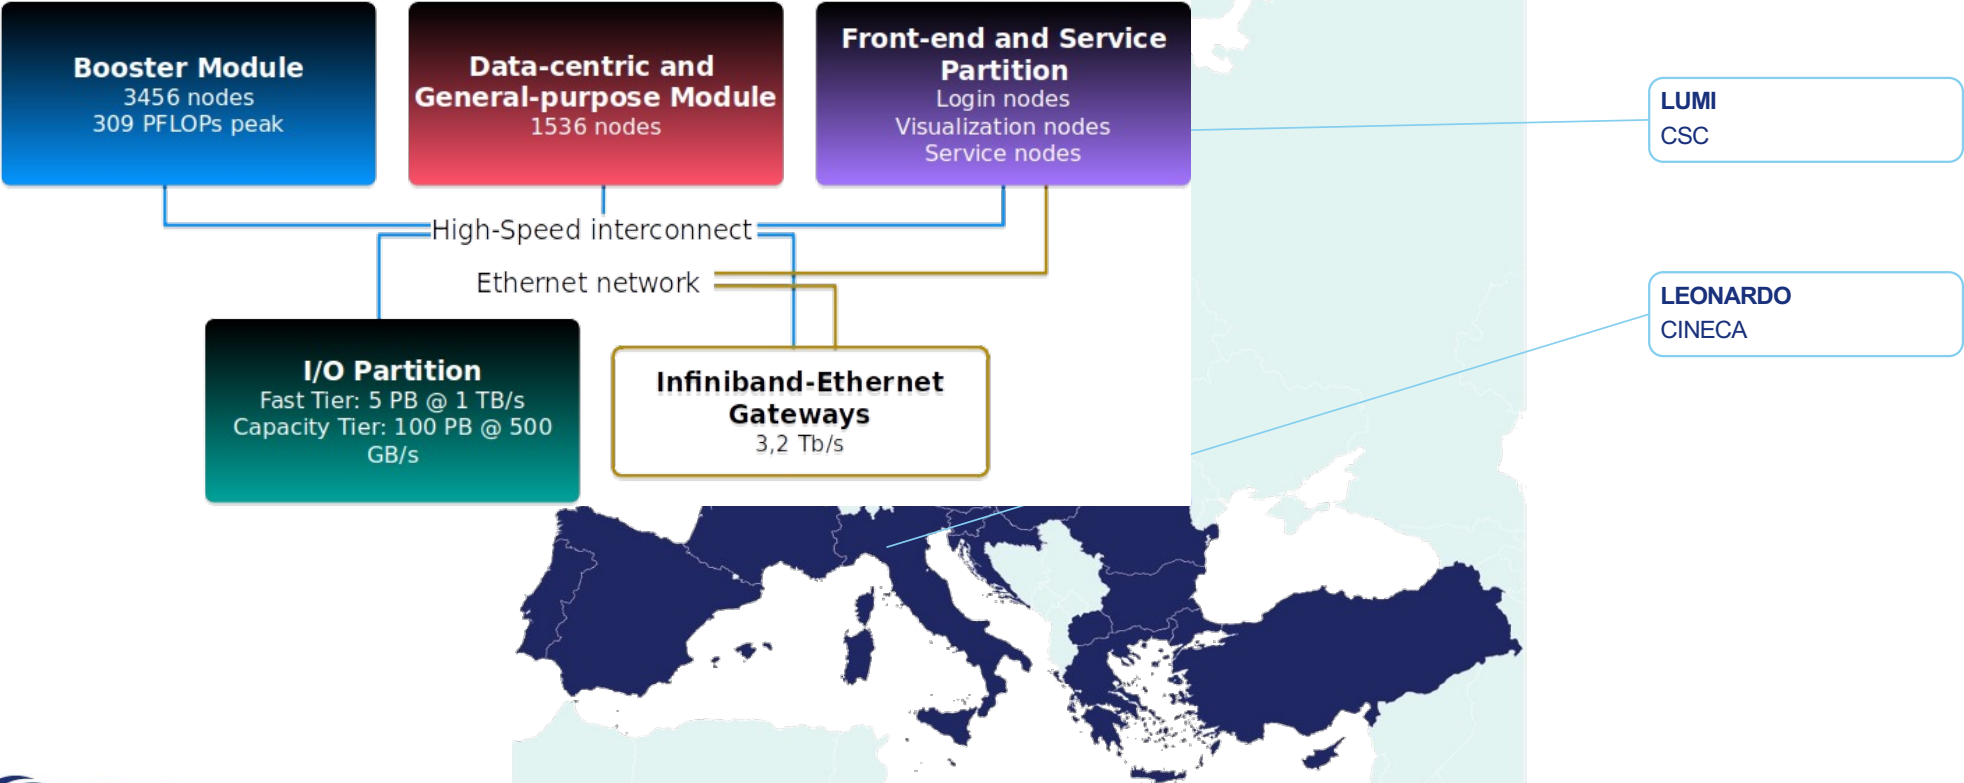 Booster Module
3456 nodes
309 PFLOPs peak
Data-centric and
General-purpose Module
1536 nodes
Front-end and Service
Partition
Login nodes
Visualization nodes
Service nodes
High-Speed interconnect
Ethernet network
I/O Partition
Fast Tier: 5 PB @ 1 TB/s
Capacity Tier: 100 PB @ 500
GB/s
Infiniband-Ethernet
Gateways
3,2 Tb/s
LUMI
CSC
LEONARDO
CINECA